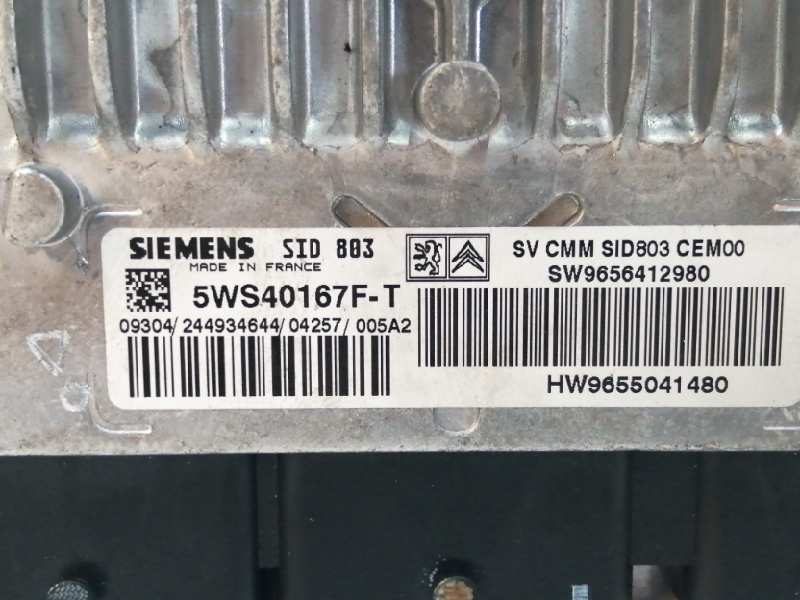 SIEMENS SID 803
MADE IN FRANCE
5WS40167F-T
09304/244934644/04257/005A2
SV CMM SID803 CEM00
SW9656412980
HW9655041480